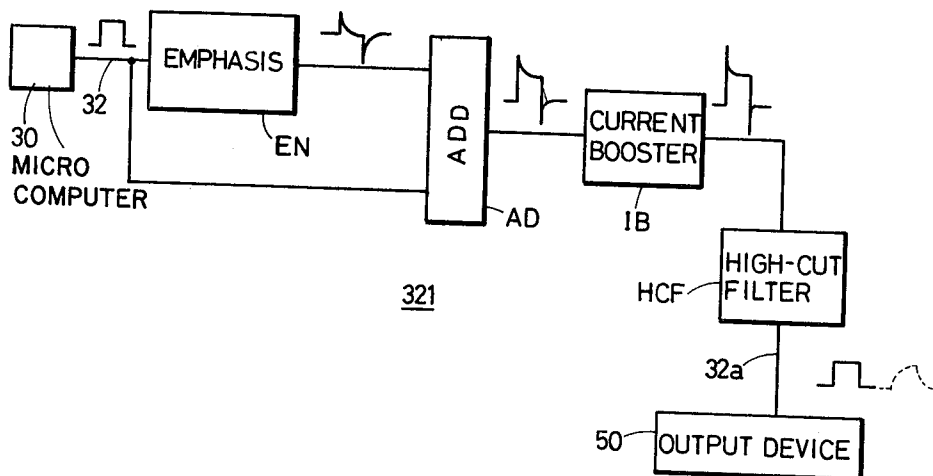 EMPHASIS
32
30
MICRO
COMPUTER
EN
ADD
AD
CURRENT
BOOSTER
IB
HIGH-CUT
FILTER
HCF
321
32a
50
OUTPUT DEVICE